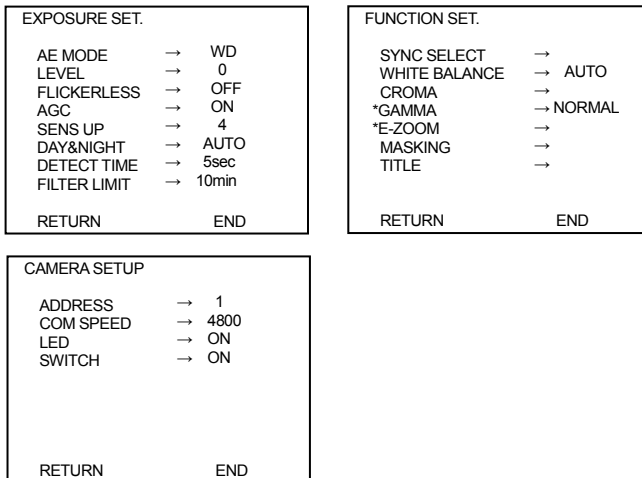 EXPOSURE SET.
AE MODE → WD
LEVEL → 0
FLICKERLESS → OFF
AGC → ON
SENS UP → 4
DAY&NIGHT → AUTO
DETECT TIME → 5sec
FILTER LIMIT → 10min
RETURN END
FUNCTION SET.
SYNC SELECT →
WHITE BALANCE → AUTO
CROMA →
*GAMMA → NORMAL
*E-ZOOM →
MASKING →
TITLE →
RETURN END
CAMERA SETUP
ADDRESS → 1
COM SPEED → 4800
LED → ON
SWITCH → ON
RETURN END